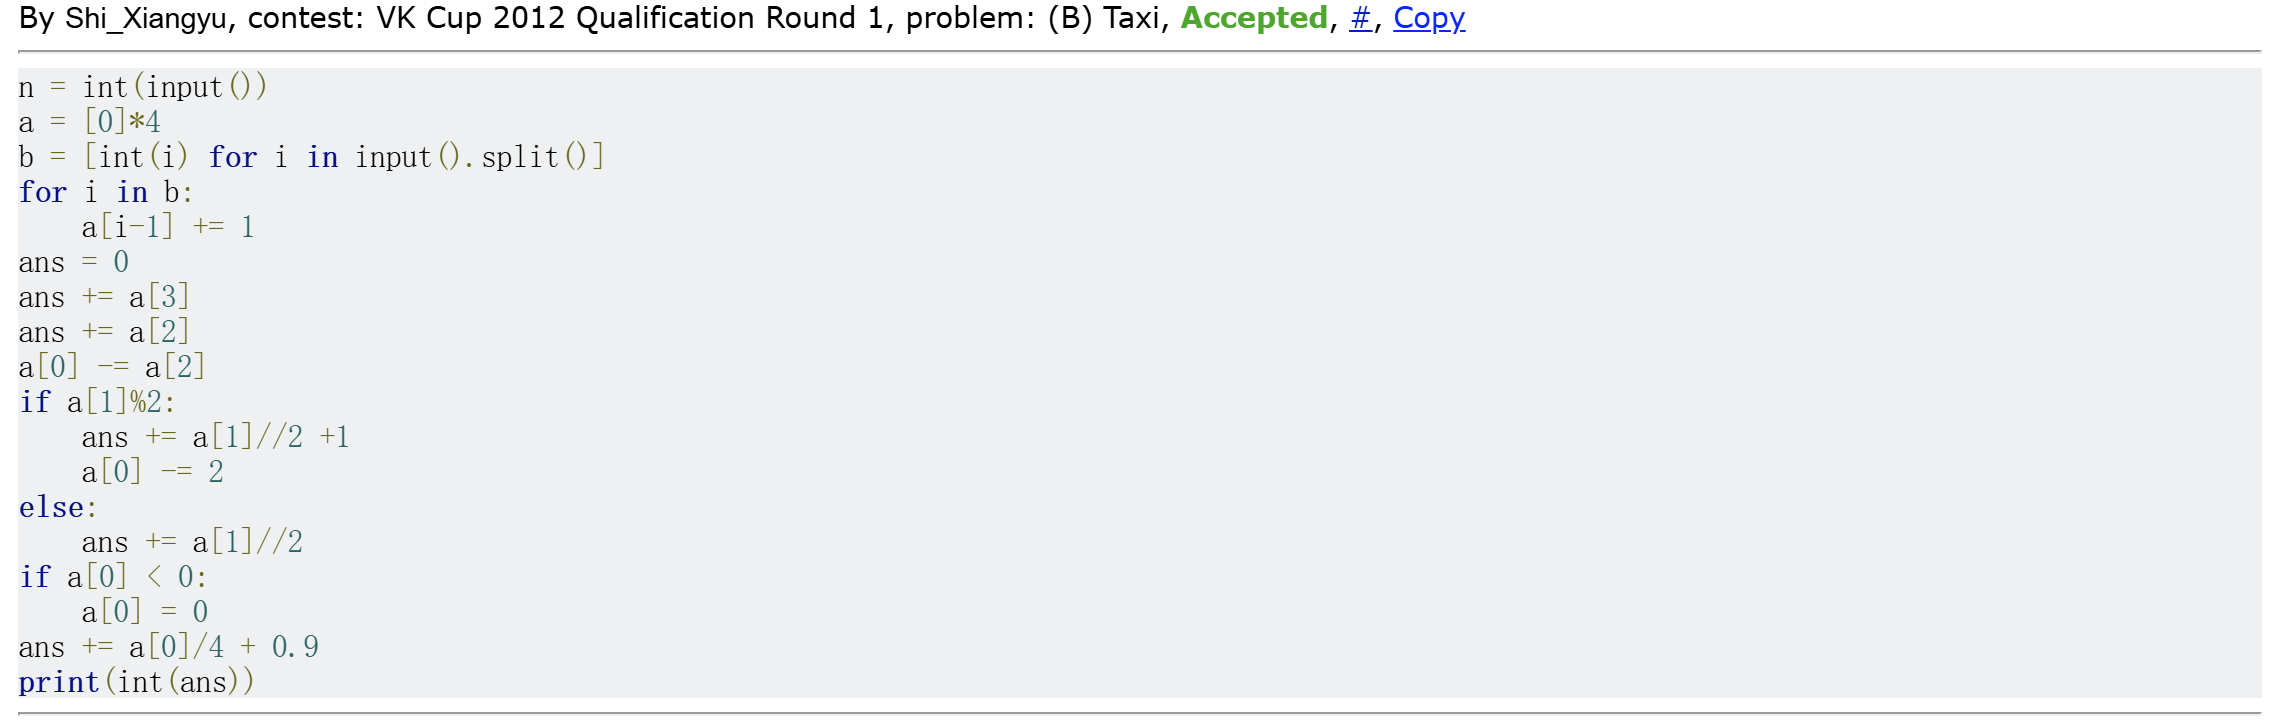 By Shi_Xiangyu, contest: VK Cup 2012 Qualification Round 1, problem: (B) Taxi, Accepted, #, Copy
n = int(input())
a = [0]*4
b = [int(i) for i in input().split()]
for i in b:
    a[i-1] += 1
ans = 0
ans += a[3]
ans += a[2]
a[0] -= a[2]
if a[1]%2:
    ans += a[1]//2 +1
    a[0] -= 2
else:
    ans += a[1]//2
if a[0] < 0:
    a[0] = 0
ans += a[0]/4 + 0.9
print(int(ans))